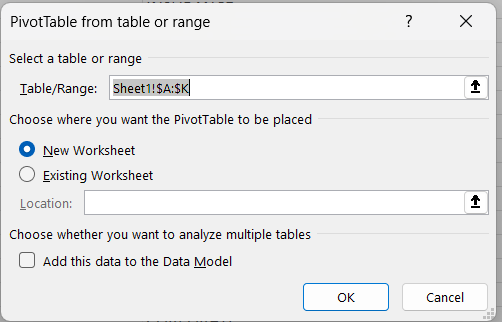 PivotTable from table or range ? ×
Select a table or range
Table/Range: Sheet1!$A:$K
Choose where you want the PivotTable to be placed
New Worksheet
Existing Worksheet
Location:
Choose whether you want to analyze multiple tables
Add this data to the Data Model
OK Cancel